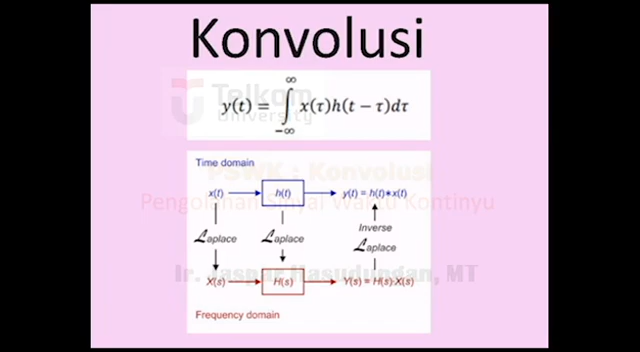 Konvolusi
Telkom
University
y(t) = ∫_{−∞}^{∞} x(τ)h(t − τ)dτ
Time domain
PSWK : Konvolusi
x(t) h(t) y(t) = h(t)∗x(t)
Pengolahan Sinyal Waktu Kontinyu
Inverse
ℒaplace ℒaplace ℒaplace
Ir. Jaspar Hasudungan, MT
X(s) H(s) Y(s) = H(s)·X(s)
Frequency domain